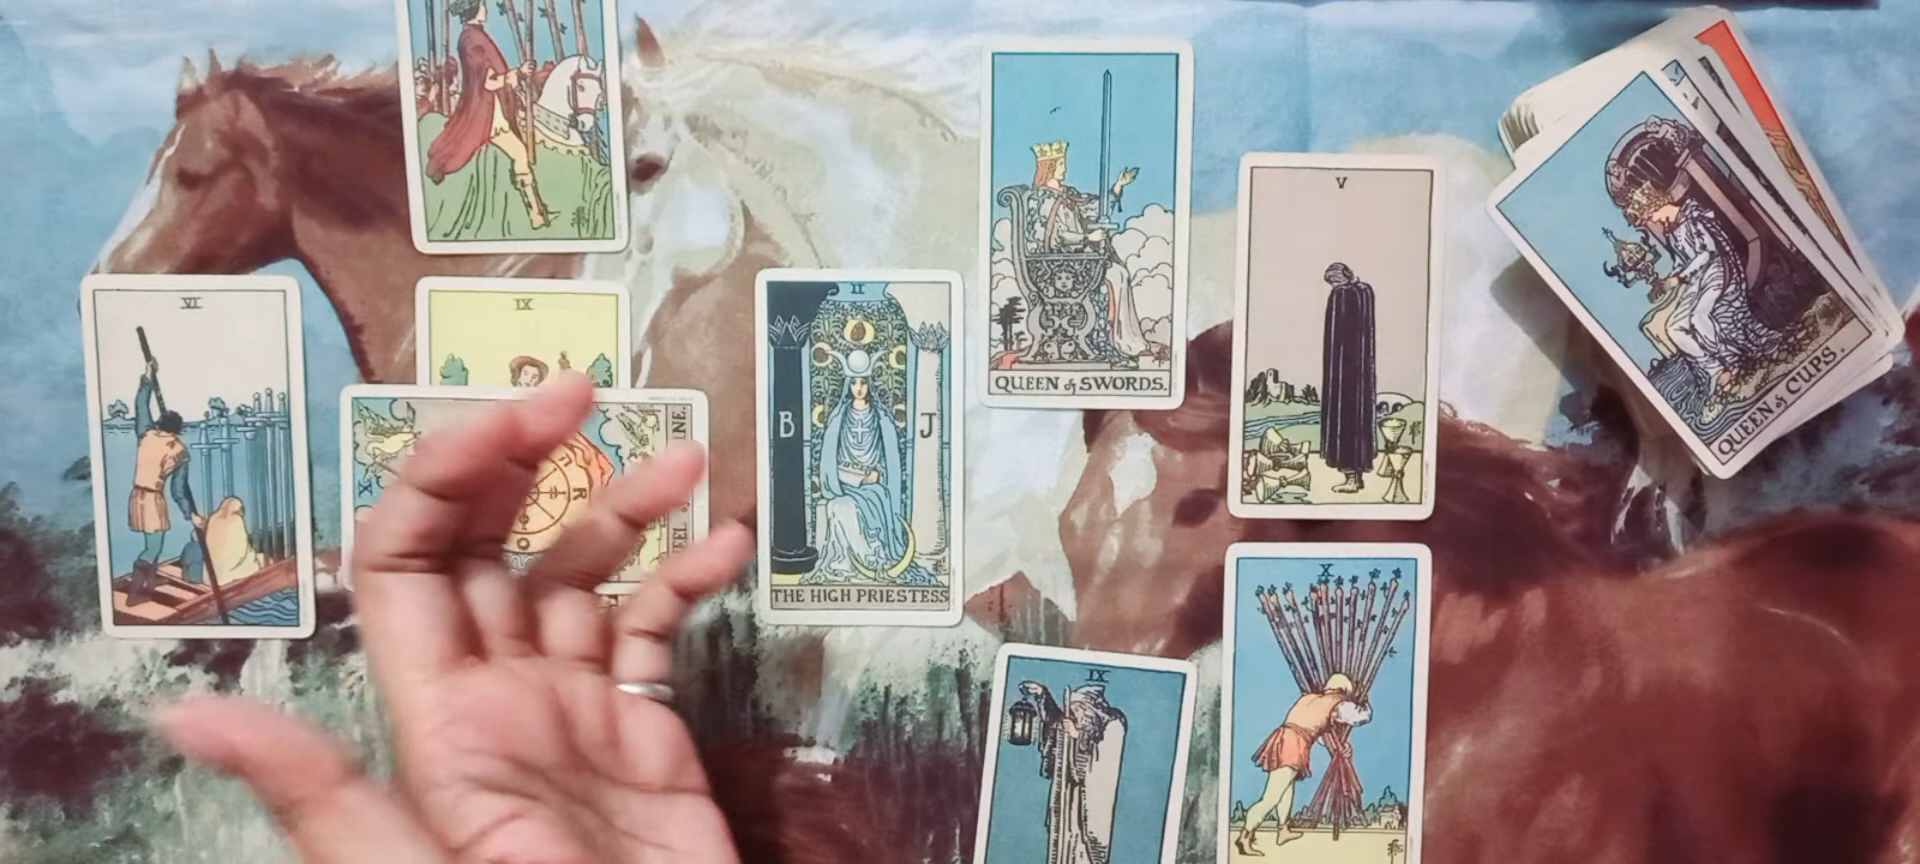 VI
IX
X
II
B
J
THE HIGH PRIESTESS
QUEEN of SWORDS.
V
QUEEN of CUPS.
IX
X